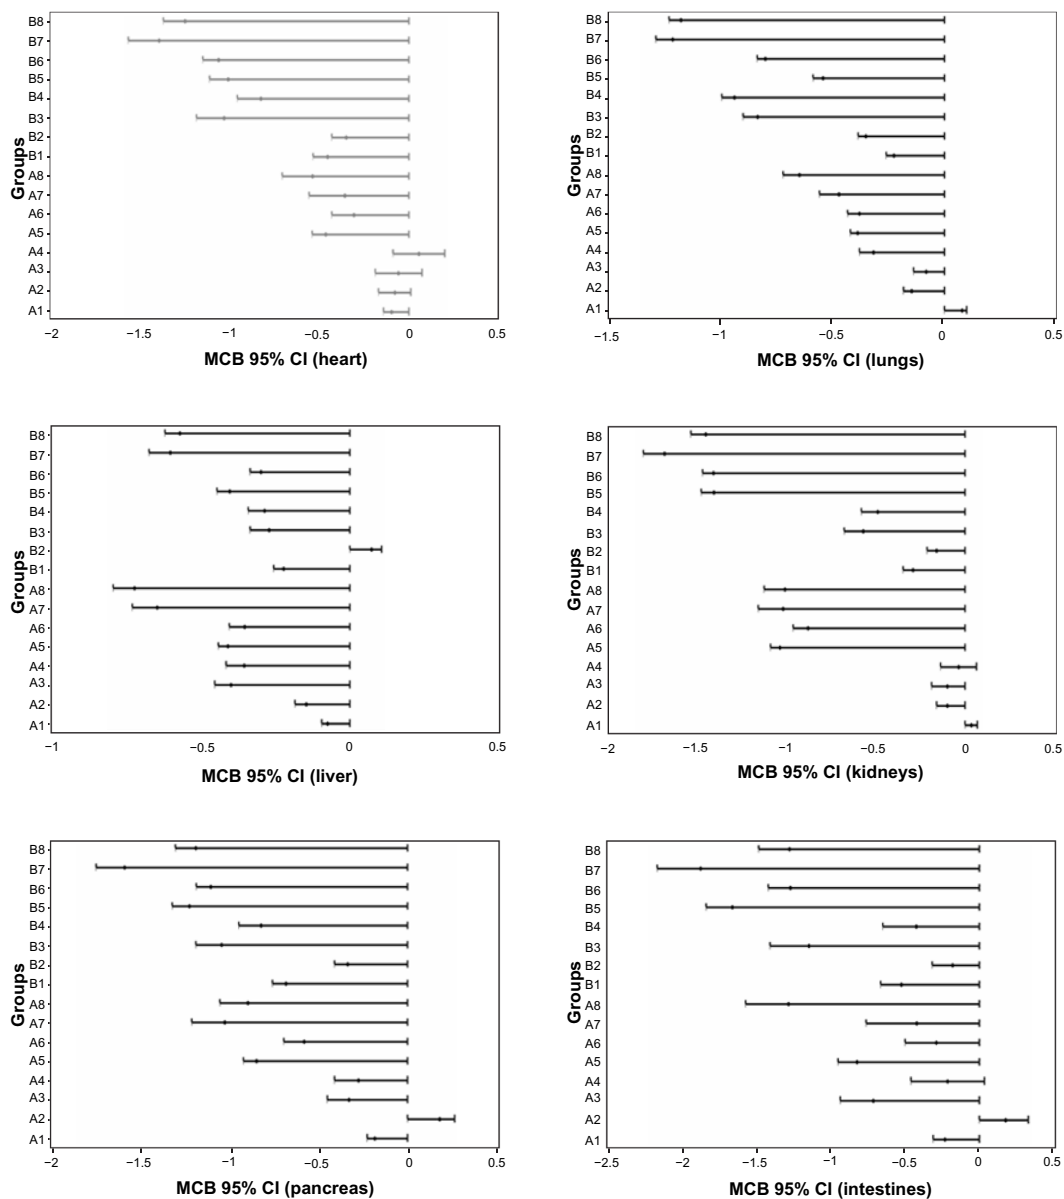 Groups
B8
B7
B6
B5
B4
B3
B2
B1
A8
A7
A6
A5
A4
A3
A2
A1
−2 −1 −0.5 0 0.5
MCB 95% CI (heart)
Groups
B8
B7
B6
B5
B4
B3
B2
B1
A8
A7
A6
A5
A4
A3
A2
A1
−1.5 −1 −0.5 0 0.5
MCB 95% CI (lungs)
Groups
B8
B7
B6
B5
B4
B3
B2
B1
A8
A7
A6
A5
A4
A3
A2
A1
−1 −0.5 0 0.5
MCB 95% CI (liver)
Groups
B8
B7
B6
B5
B4
B3
B2
B1
A8
A7
A6
A5
A4
A3
A2
A1
−2 −1.5 −1 −0.5 0 0.5
MCB 95% CI (kidneys)
Groups
B8
B7
B6
B5
B4
B3
B2
B1
A8
A7
A6
A5
A4
A3
A2
A1
−2 −1 −0.5 0 0.5
MCB 95% CI (pancreas)
Groups
B8
B7
B6
B5
B4
B3
B2
B1
A8
A7
A6
A5
A4
A3
A2
A1
−2.5 −2 −1.5 −1 −0.5 0 0.5
MCB 95% CI (intestines)